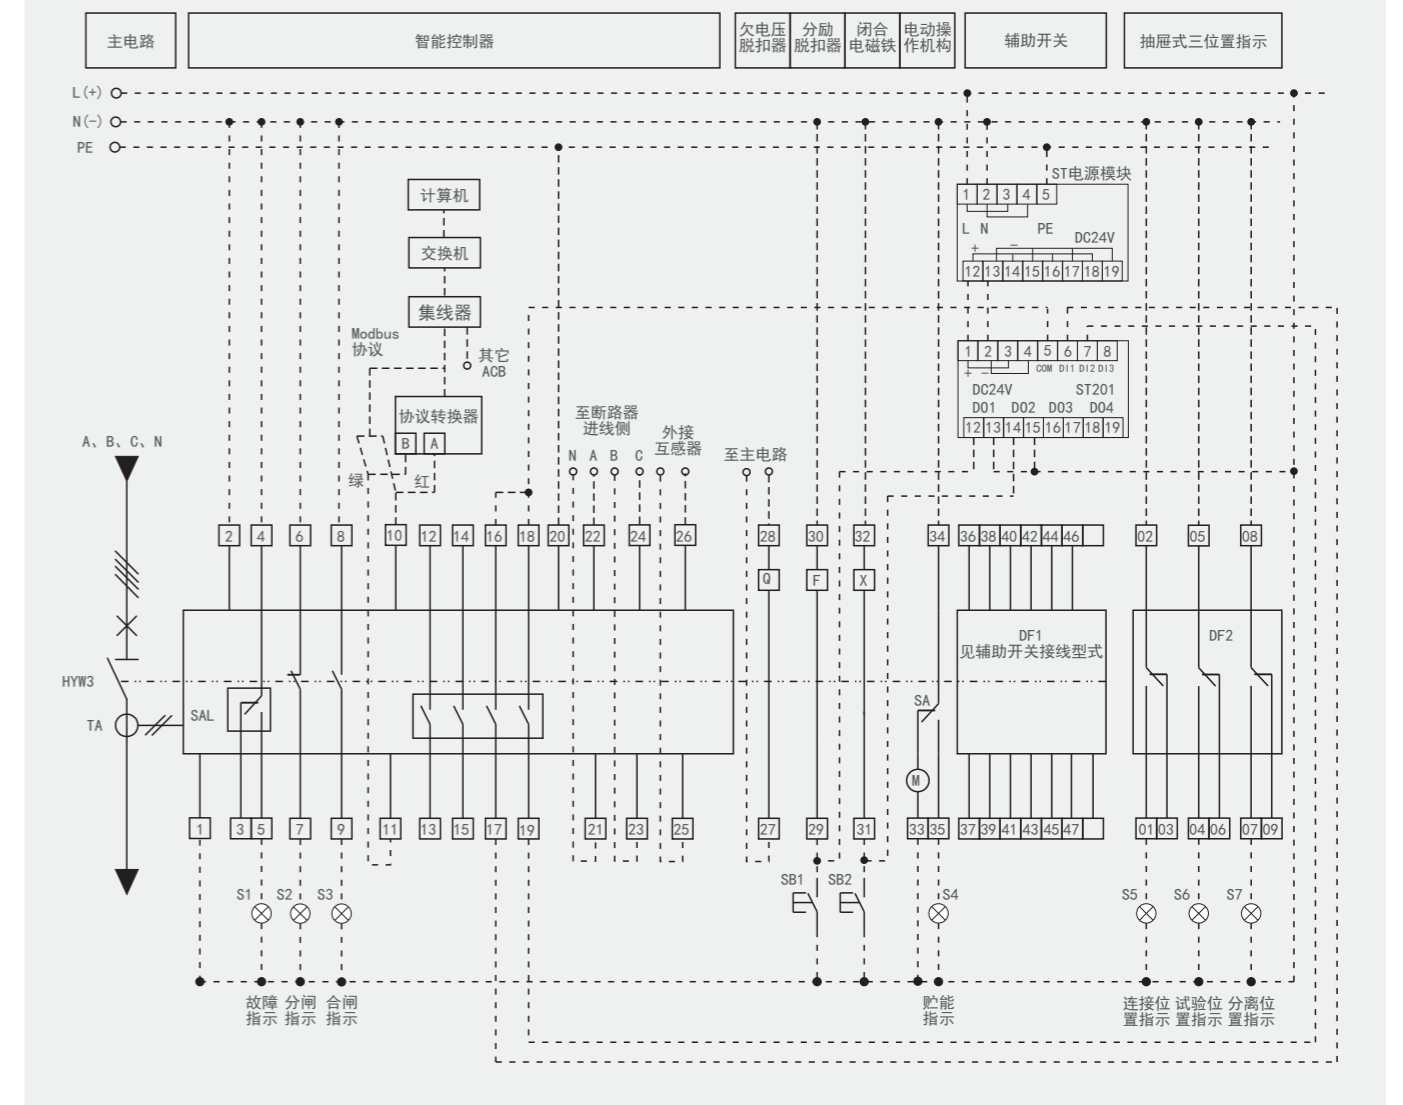 主电路
智能控制器
欠电压
脱扣器
分励
脱扣器
闭合
电磁铁
电动操
作机构
辅助开关
抽屉式三位置指示
L(+)
N(-)
PE
ST电源模块
1 2 3 4 5
L N PE
DC24V
+ -
12 13 14 15 16 17 18 19
计算机
交换机
集线器
Modbus
协议
其它
ACB
协议转换器
B A
绿
红
1 2 3 4 5 6 7 8
+ - COM DI1 DI2 DI3
DC24V ST201
DO1 DO2 DO3 DO4
12 13 14 15 16 17 18 19
至断路器
进线侧
N A B C
外接
互感器
至主电路
A、B、C、N
2 4 6 8 10 12 14 16 18 20 22 24 26 28 30 32 34 36 38 40 42 44 46 02 05 08
Q F X
DF1
见辅助开关接线型式
DF2
HYW3
TA
SAL
SA
M
1 3 5 7 9 11 13 15 17 19 21 23 25 27 29 31 33 35 37 39 41 43 45 47 01 03 04 06 07 09
SB1 SB2
S1 S2 S3 S4 S5 S6 S7
故障
指示
分闸
指示
合闸
指示
贮能
指示
连接位
置指示
试验位
置指示
分离位
置指示